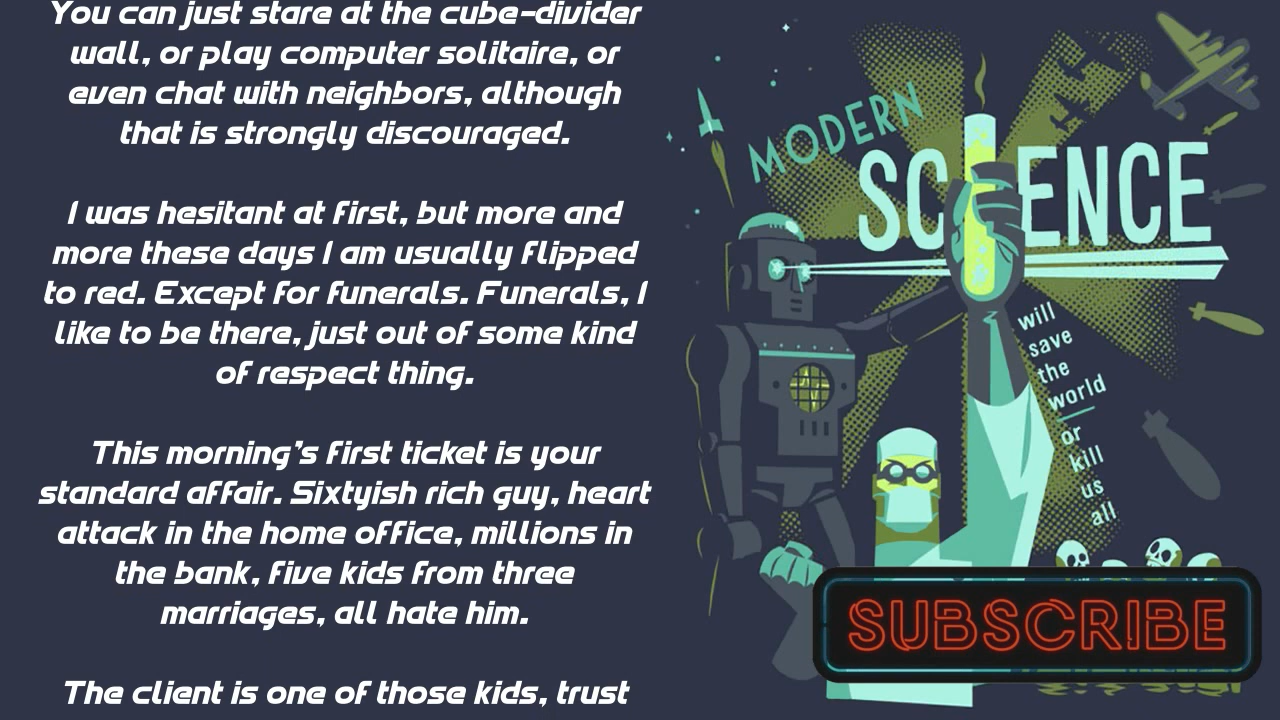 You can just stare at the cube-divider
wall, or play computer solitaire, or
even chat with neighbors, although
that is strongly discouraged.
I was hesitant at first, but more and
more these days I am usually flipped
to red. Except for funerals. Funerals, I
like to be there, just out of some kind
of respect thing.
This morning's first ticket is your
standard affair. Sixtyish rich guy, heart
attack in the home office, millions in
the bank, five kids from three
marriages, all hate him.
The client is one of those kids, trust
MODERN
SCIENCE
will
save
the
world
or
kill
us
all
SUBSCRIBE